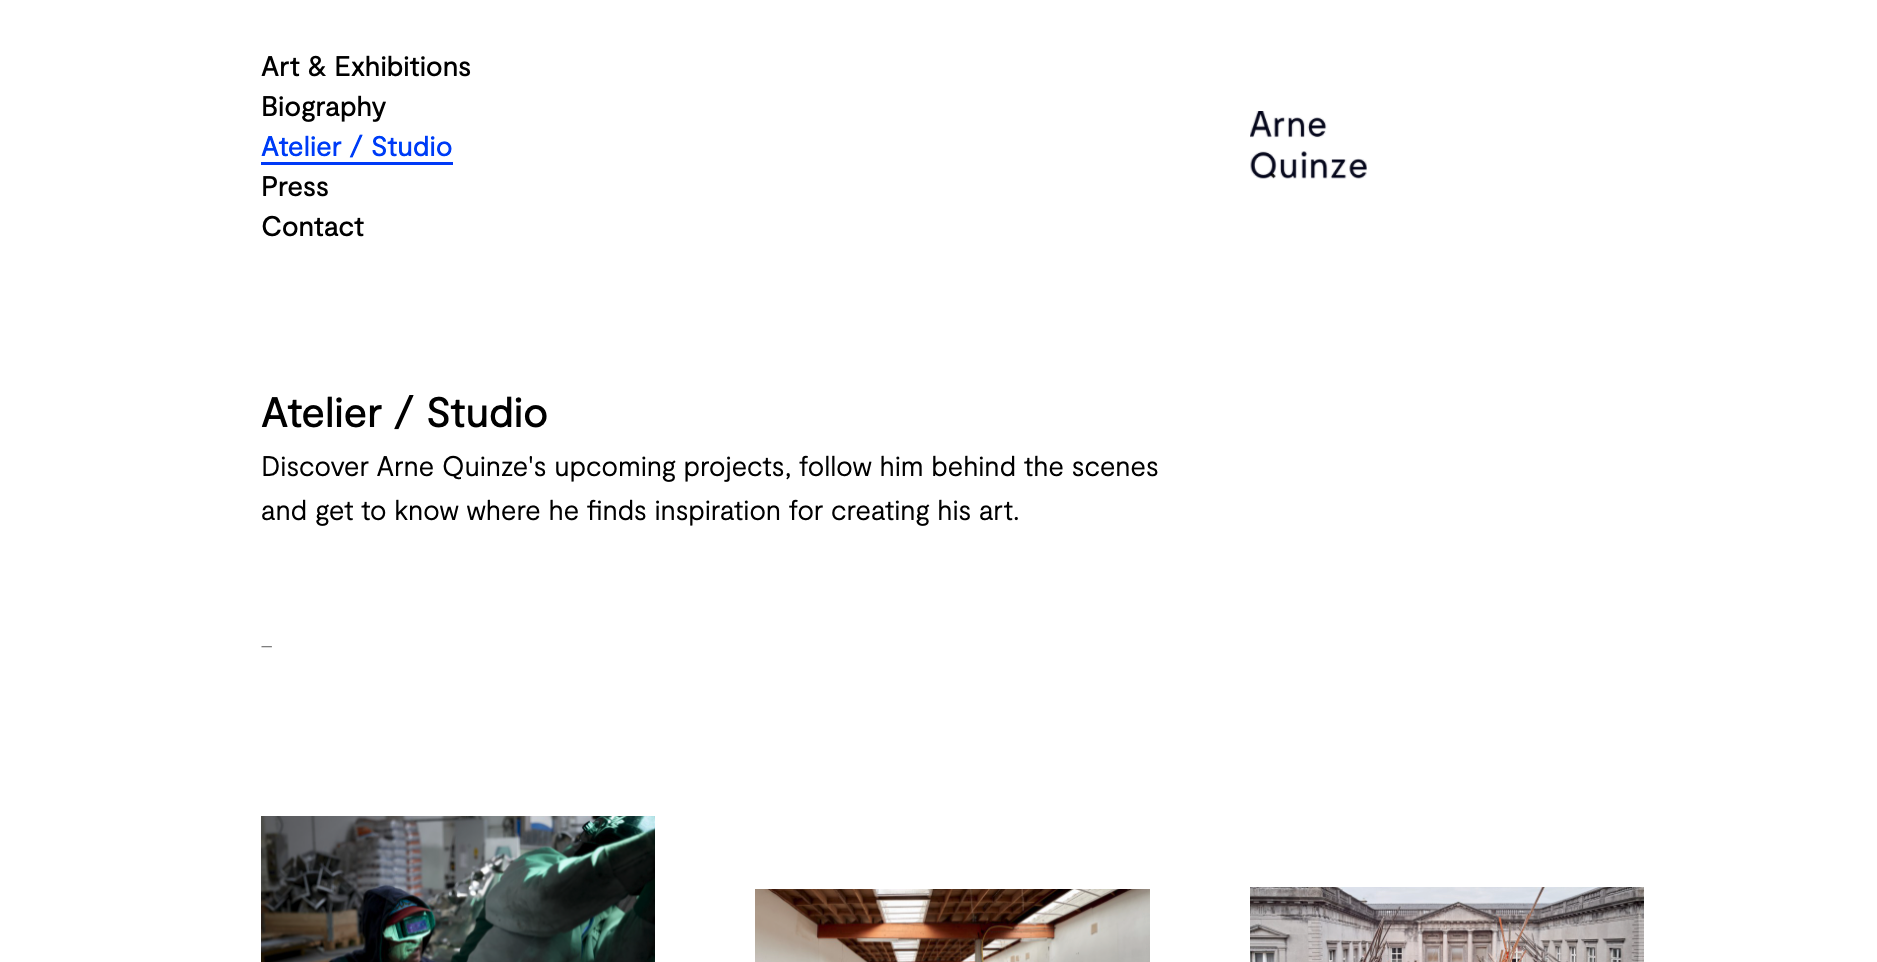 Art & Exhibitions
Biography
Atelier / Studio
Press
Contact
Arne
Quinze
Atelier / Studio
Discover Arne Quinze's upcoming projects, follow him behind the scenes
and get to know where he finds inspiration for creating his art.
–